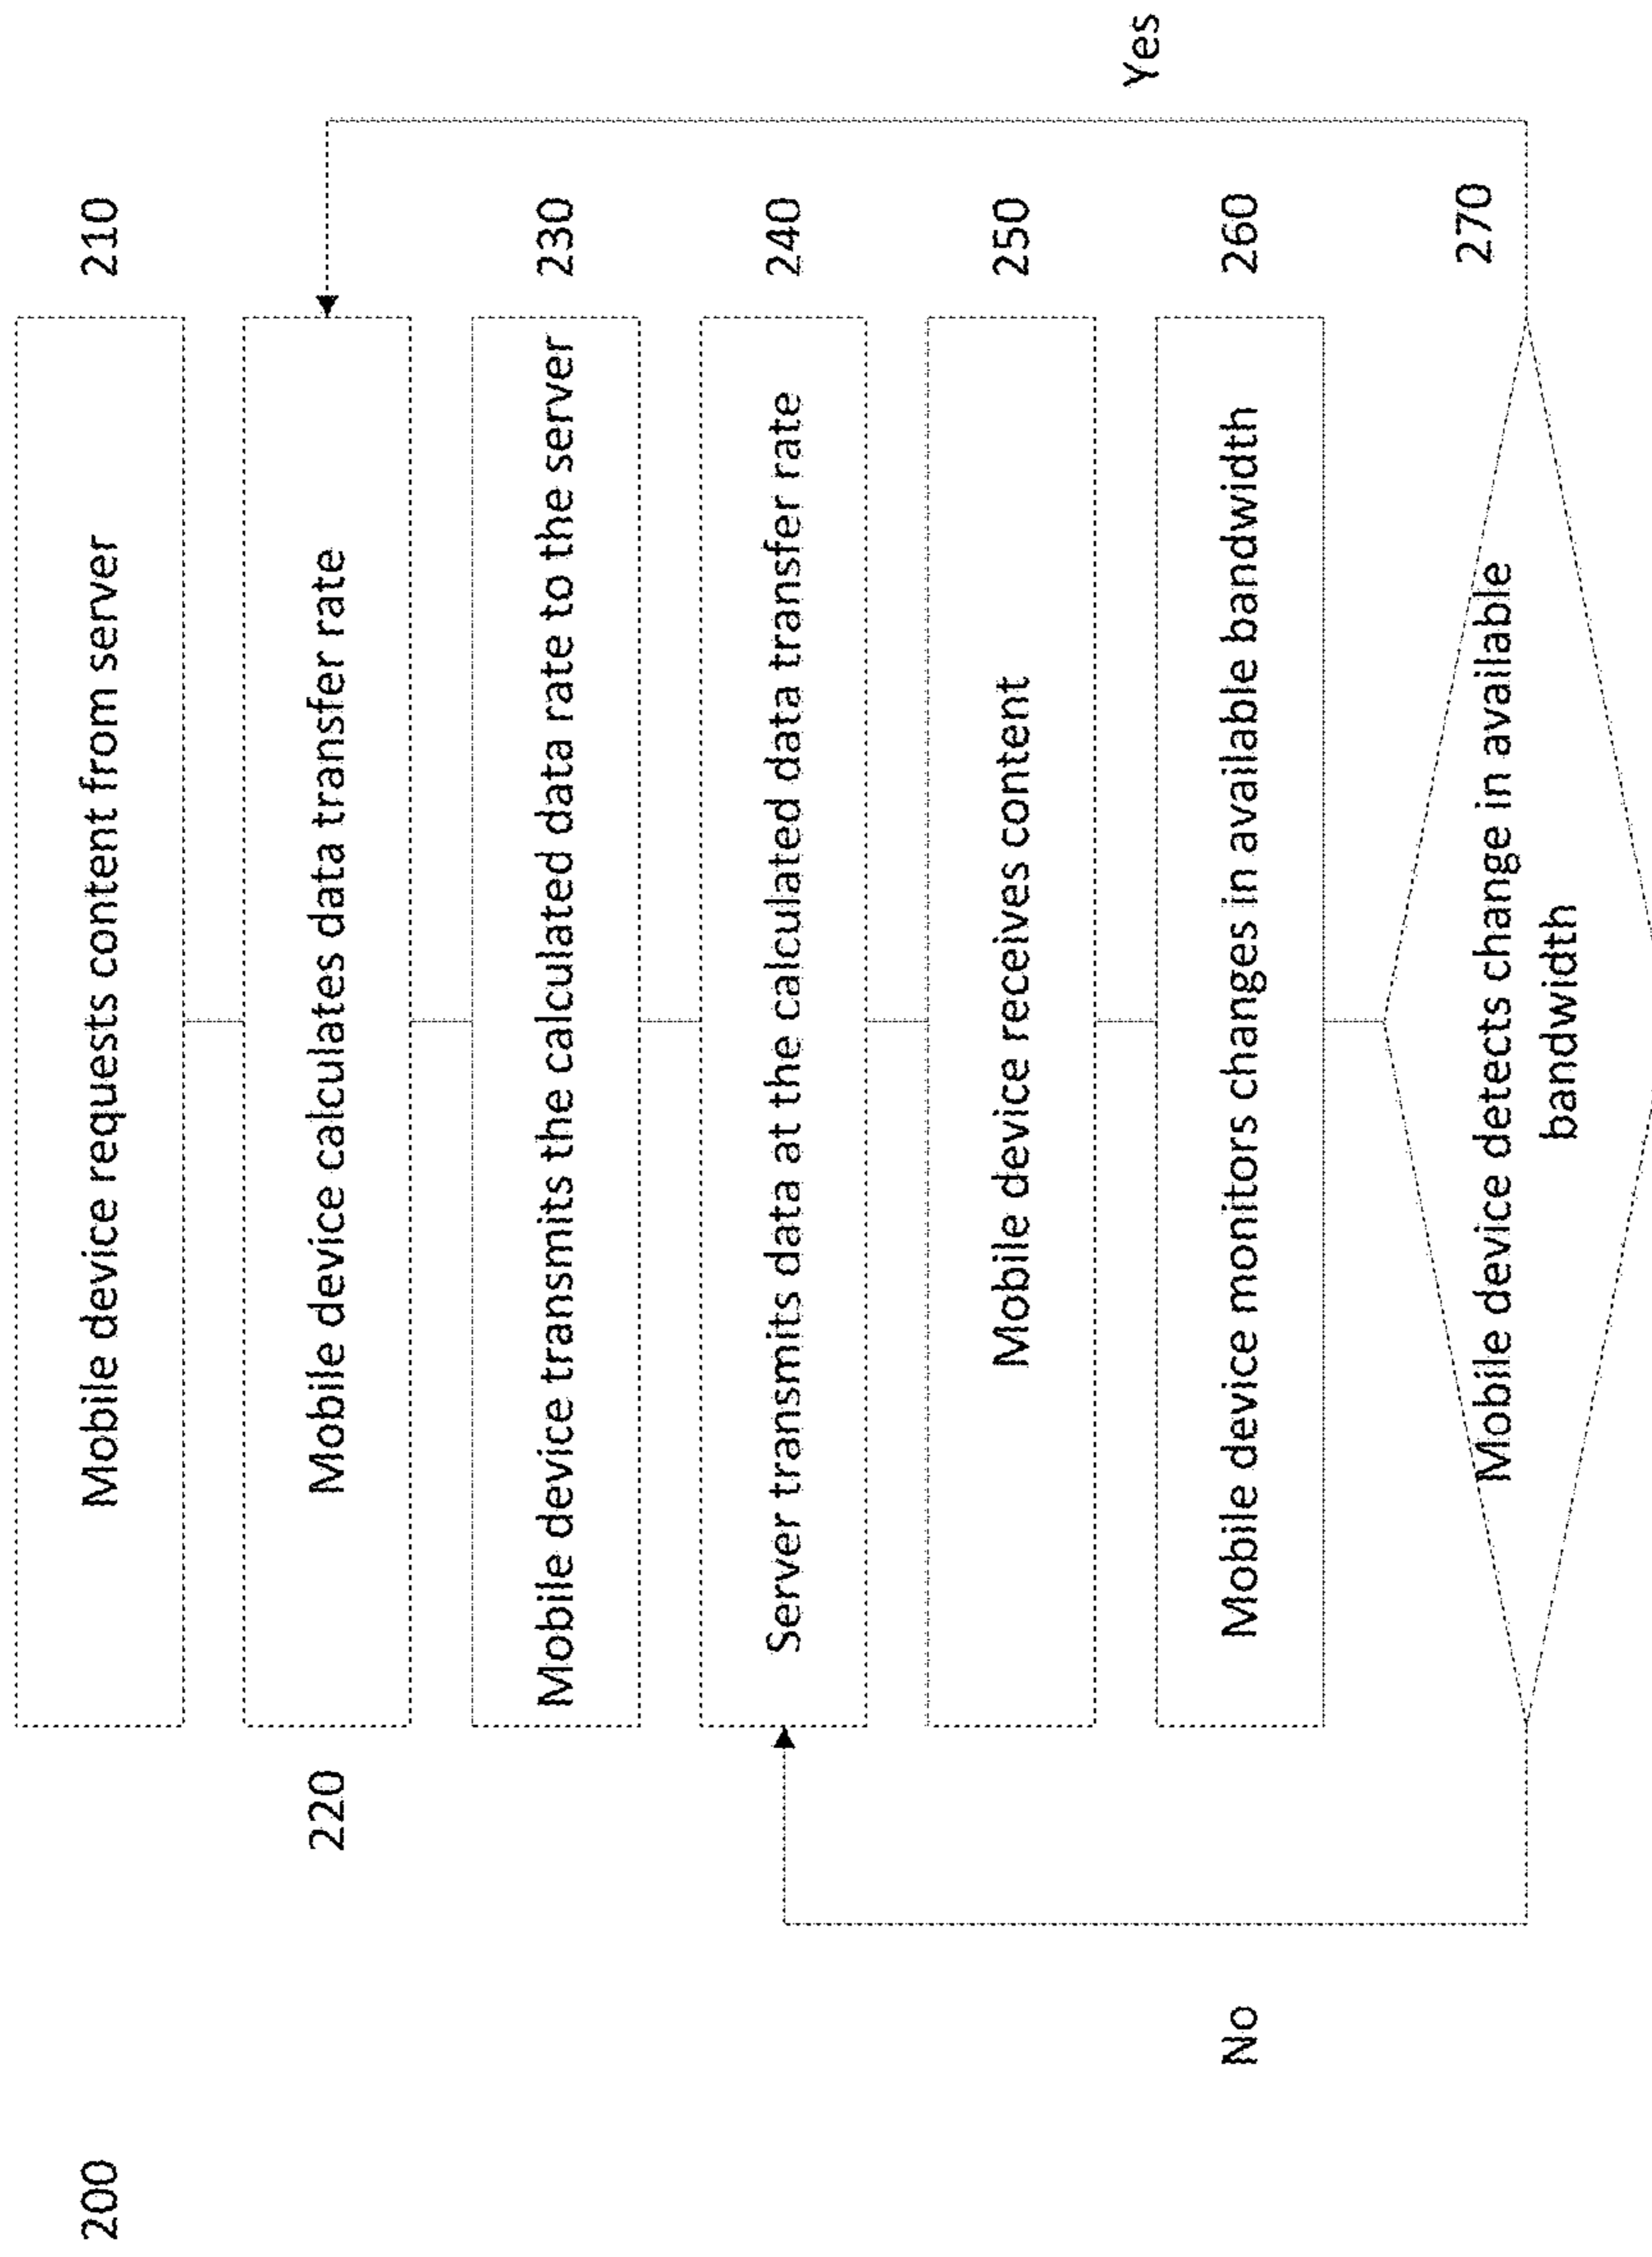 200
Mobile device requests content from server
210
220
Mobile device calculates data transfer rate
Mobile device transmits the calculated data rate to the server
230
Server transmits data at the calculated data transfer rate
240
Mobile device receives content
250
Mobile device monitors changes in available bandwidth
260
No
Yes
Mobile device detects change in available
bandwidth
270